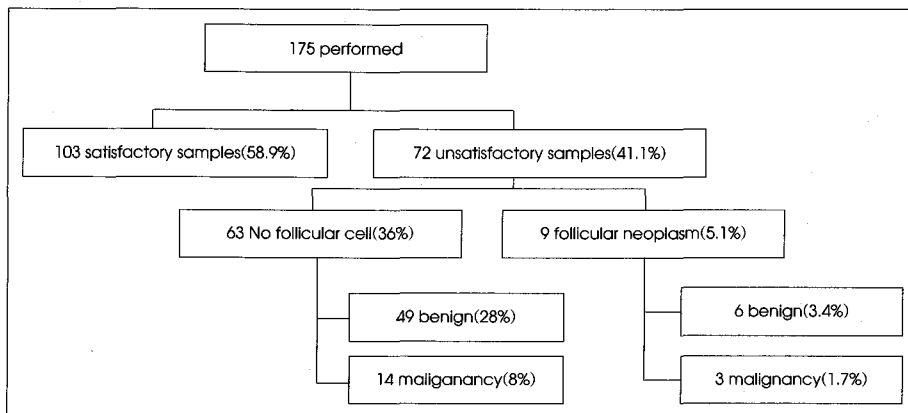 175 performed
103 satisfactory samples(58.9%)
72 unsatisfactory samples(41.1%)
63 No follicular cell(36%)
9 follicular neoplasm(5.1%)
49 benign(28%)
14 maliganancy(8%)
6 benign(3.4%)
3 malignancy(1.7%)